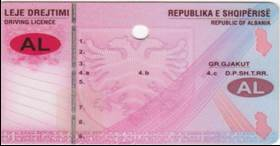 LEJE DREJTIMI
DRIVING LICENCE
REPUBLIKA E SHQIPËRISË
REPUBLIC OF ALBANIA
AL
1.
2.
3.
4.a 4.b 4.c
GR GJAKUT
D.P.SH.T.RR.
AL
5.